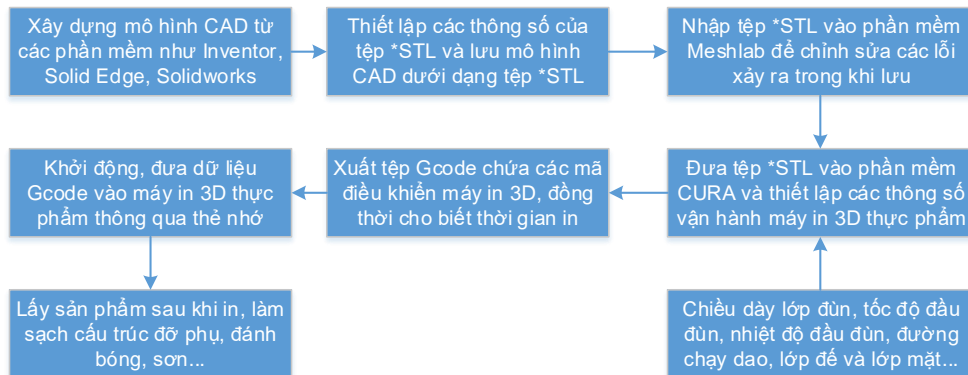 Xây dựng mô hình CAD từ
các phần mềm như Inventor,
Solid Edge, Solidworks
Thiết lập các thông số của
tệp *STL và lưu mô hình
CAD dưới dạng tệp *STL
Nhập tệp *STL vào phần mềm
Meshlab để chỉnh sửa các lỗi
xảy ra trong khi lưu
Đưa tệp *STL vào phần mềm
CURA và thiết lập các thông số
vận hành máy in 3D thực phẩm
Xuất tệp Gcode chứa các mã
điều khiển máy in 3D, đồng
thời cho biết thời gian in
Khởi động, đưa dữ liệu
Gcode vào máy in 3D thực
phẩm thông qua thẻ nhớ
Lấy sản phẩm sau khi in, làm
sạch cấu trúc đỡ phụ, đánh
bóng, sơn...
Chiều dày lớp đùn, tốc độ đầu
đùn, nhiệt độ đầu đùn, đường
chạy dao, lớp đế và lớp mặt...